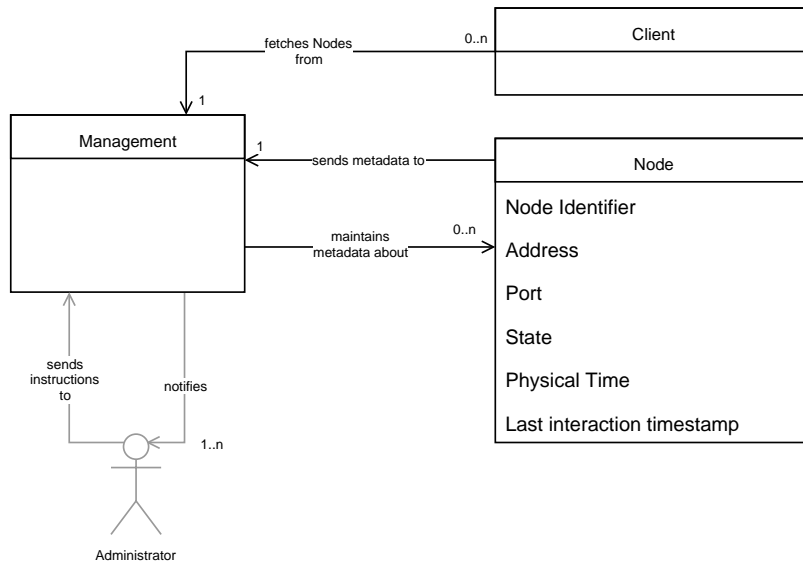 Client
fetches Nodes
from
0..n
1
Management
1
sends metadata to
Node
Node Identifier
maintains
metadata about
0..n
Address
Port
State
Physical Time
Last interaction timestamp
sends
instructions
to
notifies
1..n
Administrator